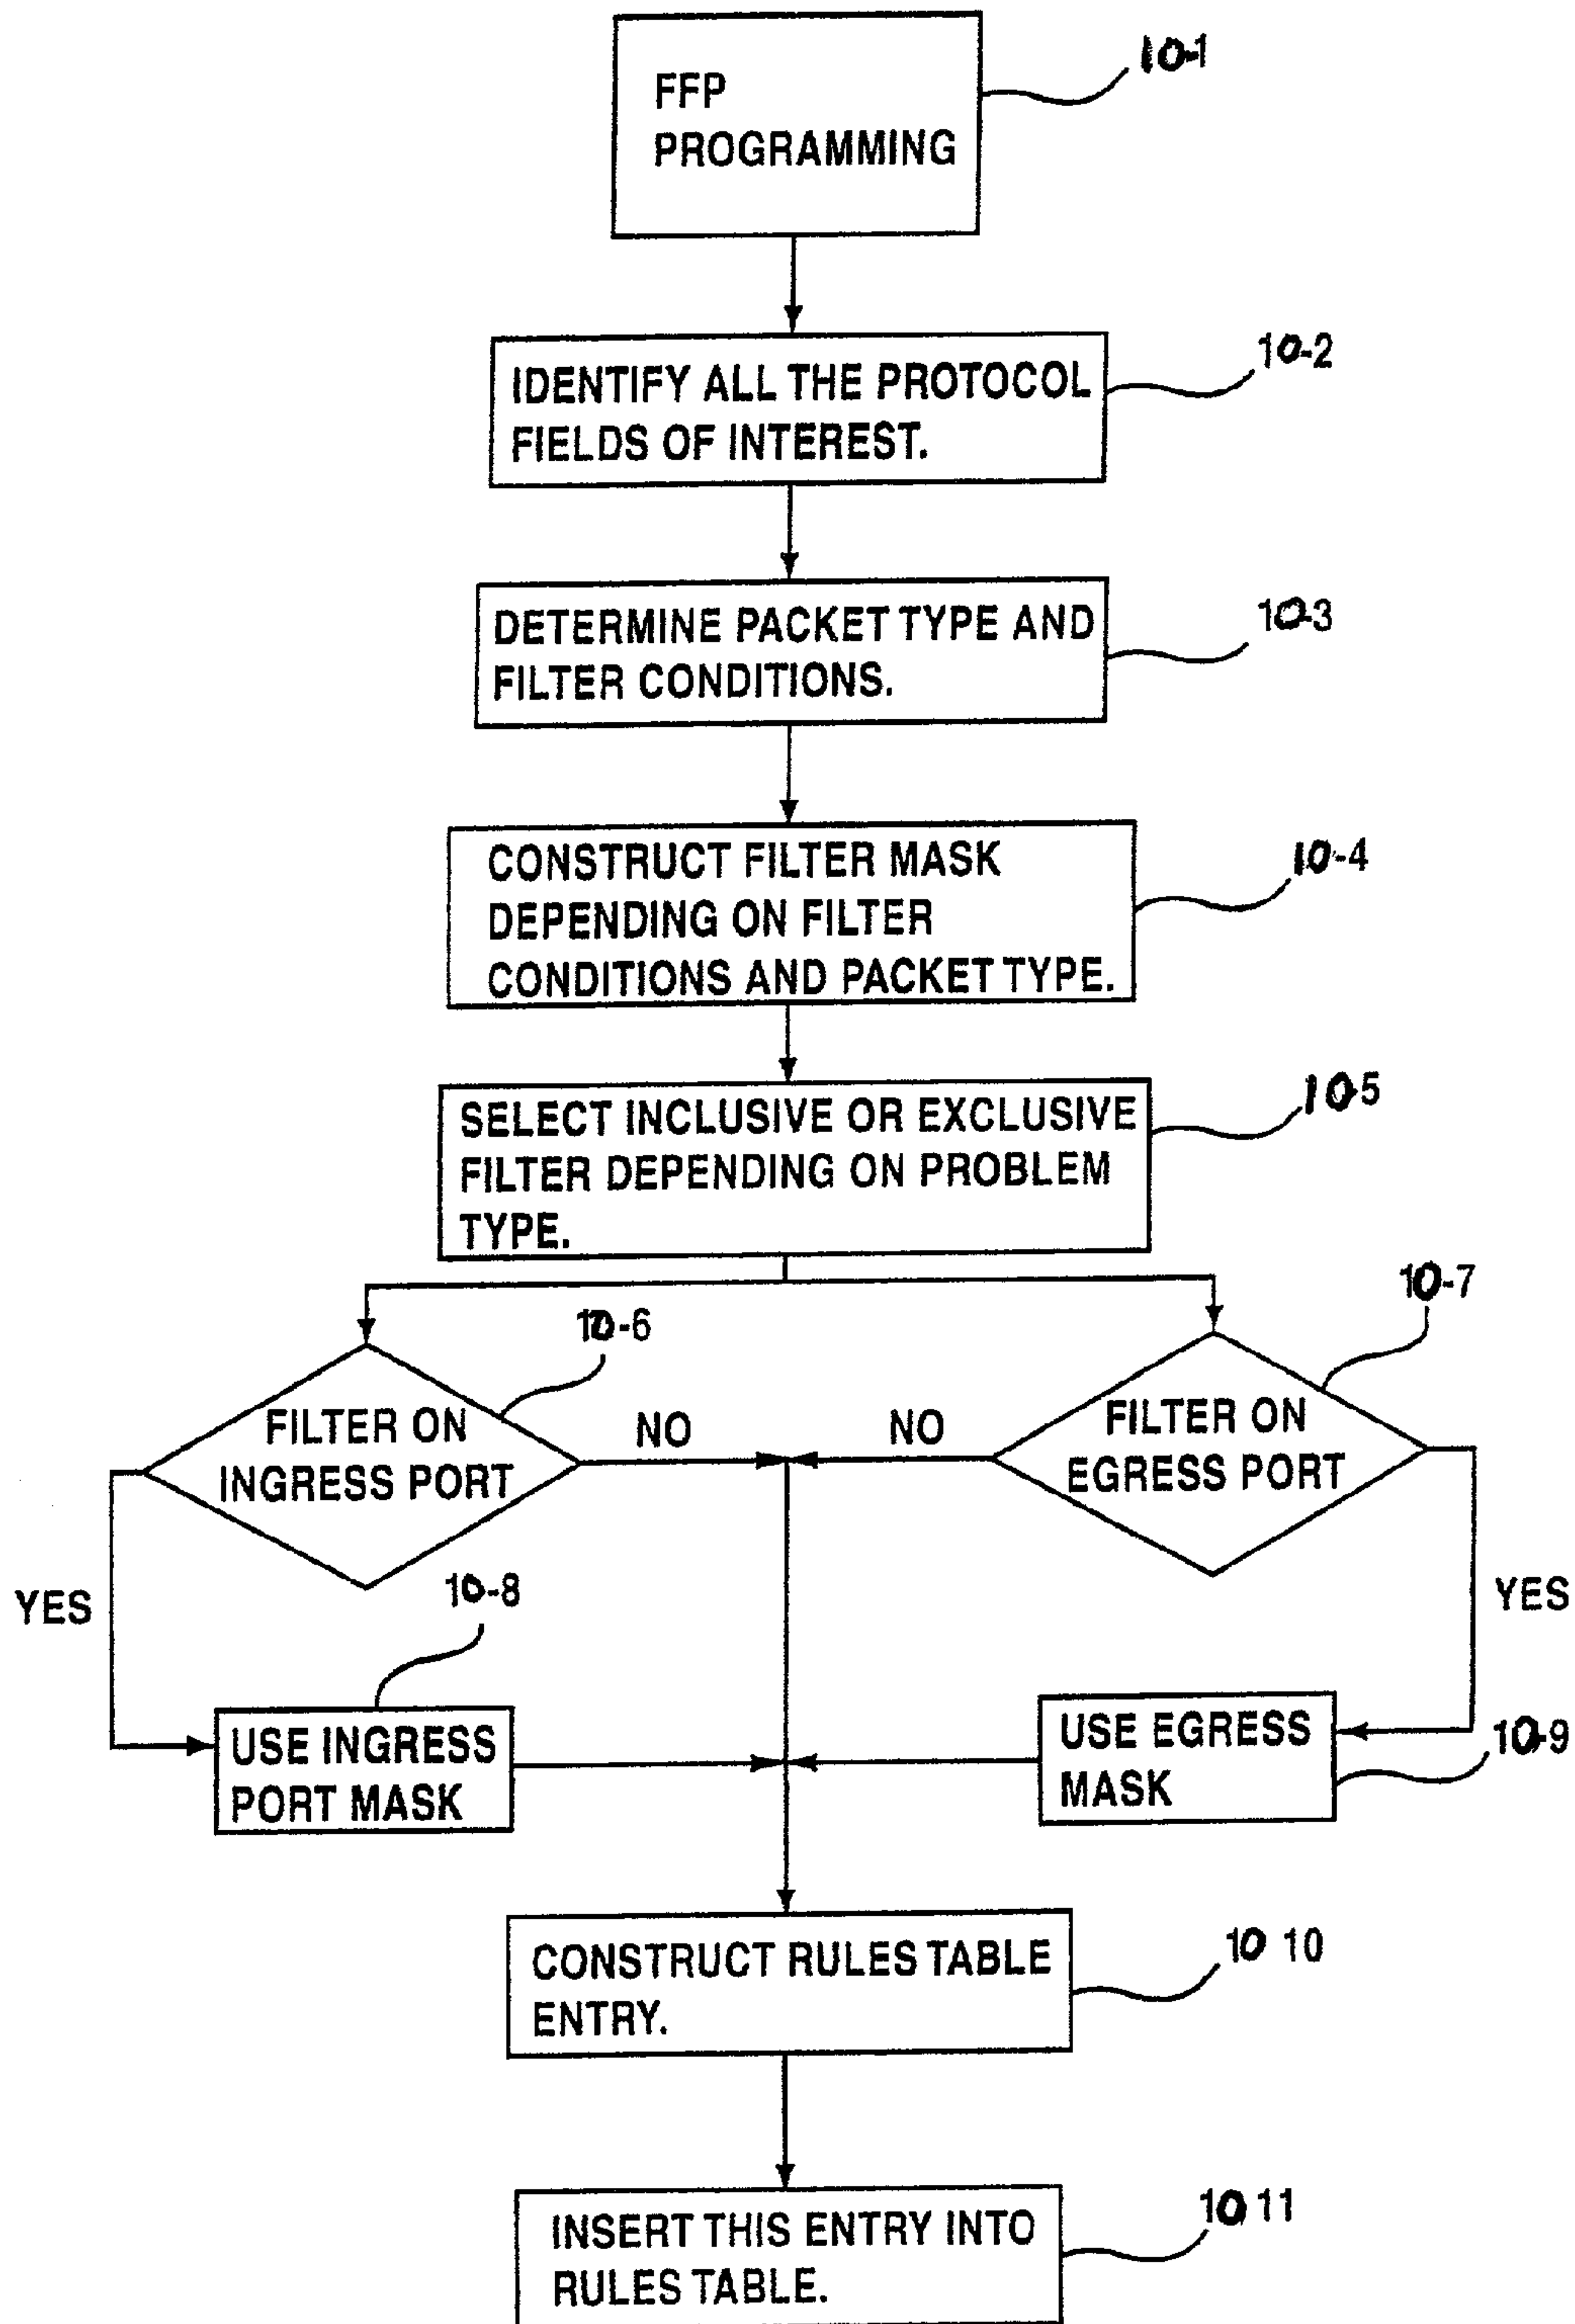 FFP
PROGRAMMING
10-1
IDENTIFY ALL THE PROTOCOL
FIELDS OF INTEREST.
10-2
DETERMINE PACKET TYPE AND
FILTER CONDITIONS.
10-3
CONSTRUCT FILTER MASK
DEPENDING ON FILTER
CONDITIONS AND PACKET TYPE.
10-4
SELECT INCLUSIVE OR EXCLUSIVE
FILTER DEPENDING ON PROBLEM
TYPE.
10-5
10-6
10-7
FILTER ON
INGRESS PORT
NO
NO
FILTER ON
EGRESS PORT
YES
10-8
YES
USE INGRESS
PORT MASK
USE EGRESS
MASK
10-9
CONSTRUCT RULES TABLE
ENTRY.
10 10
INSERT THIS ENTRY INTO
RULES TABLE.
10 11